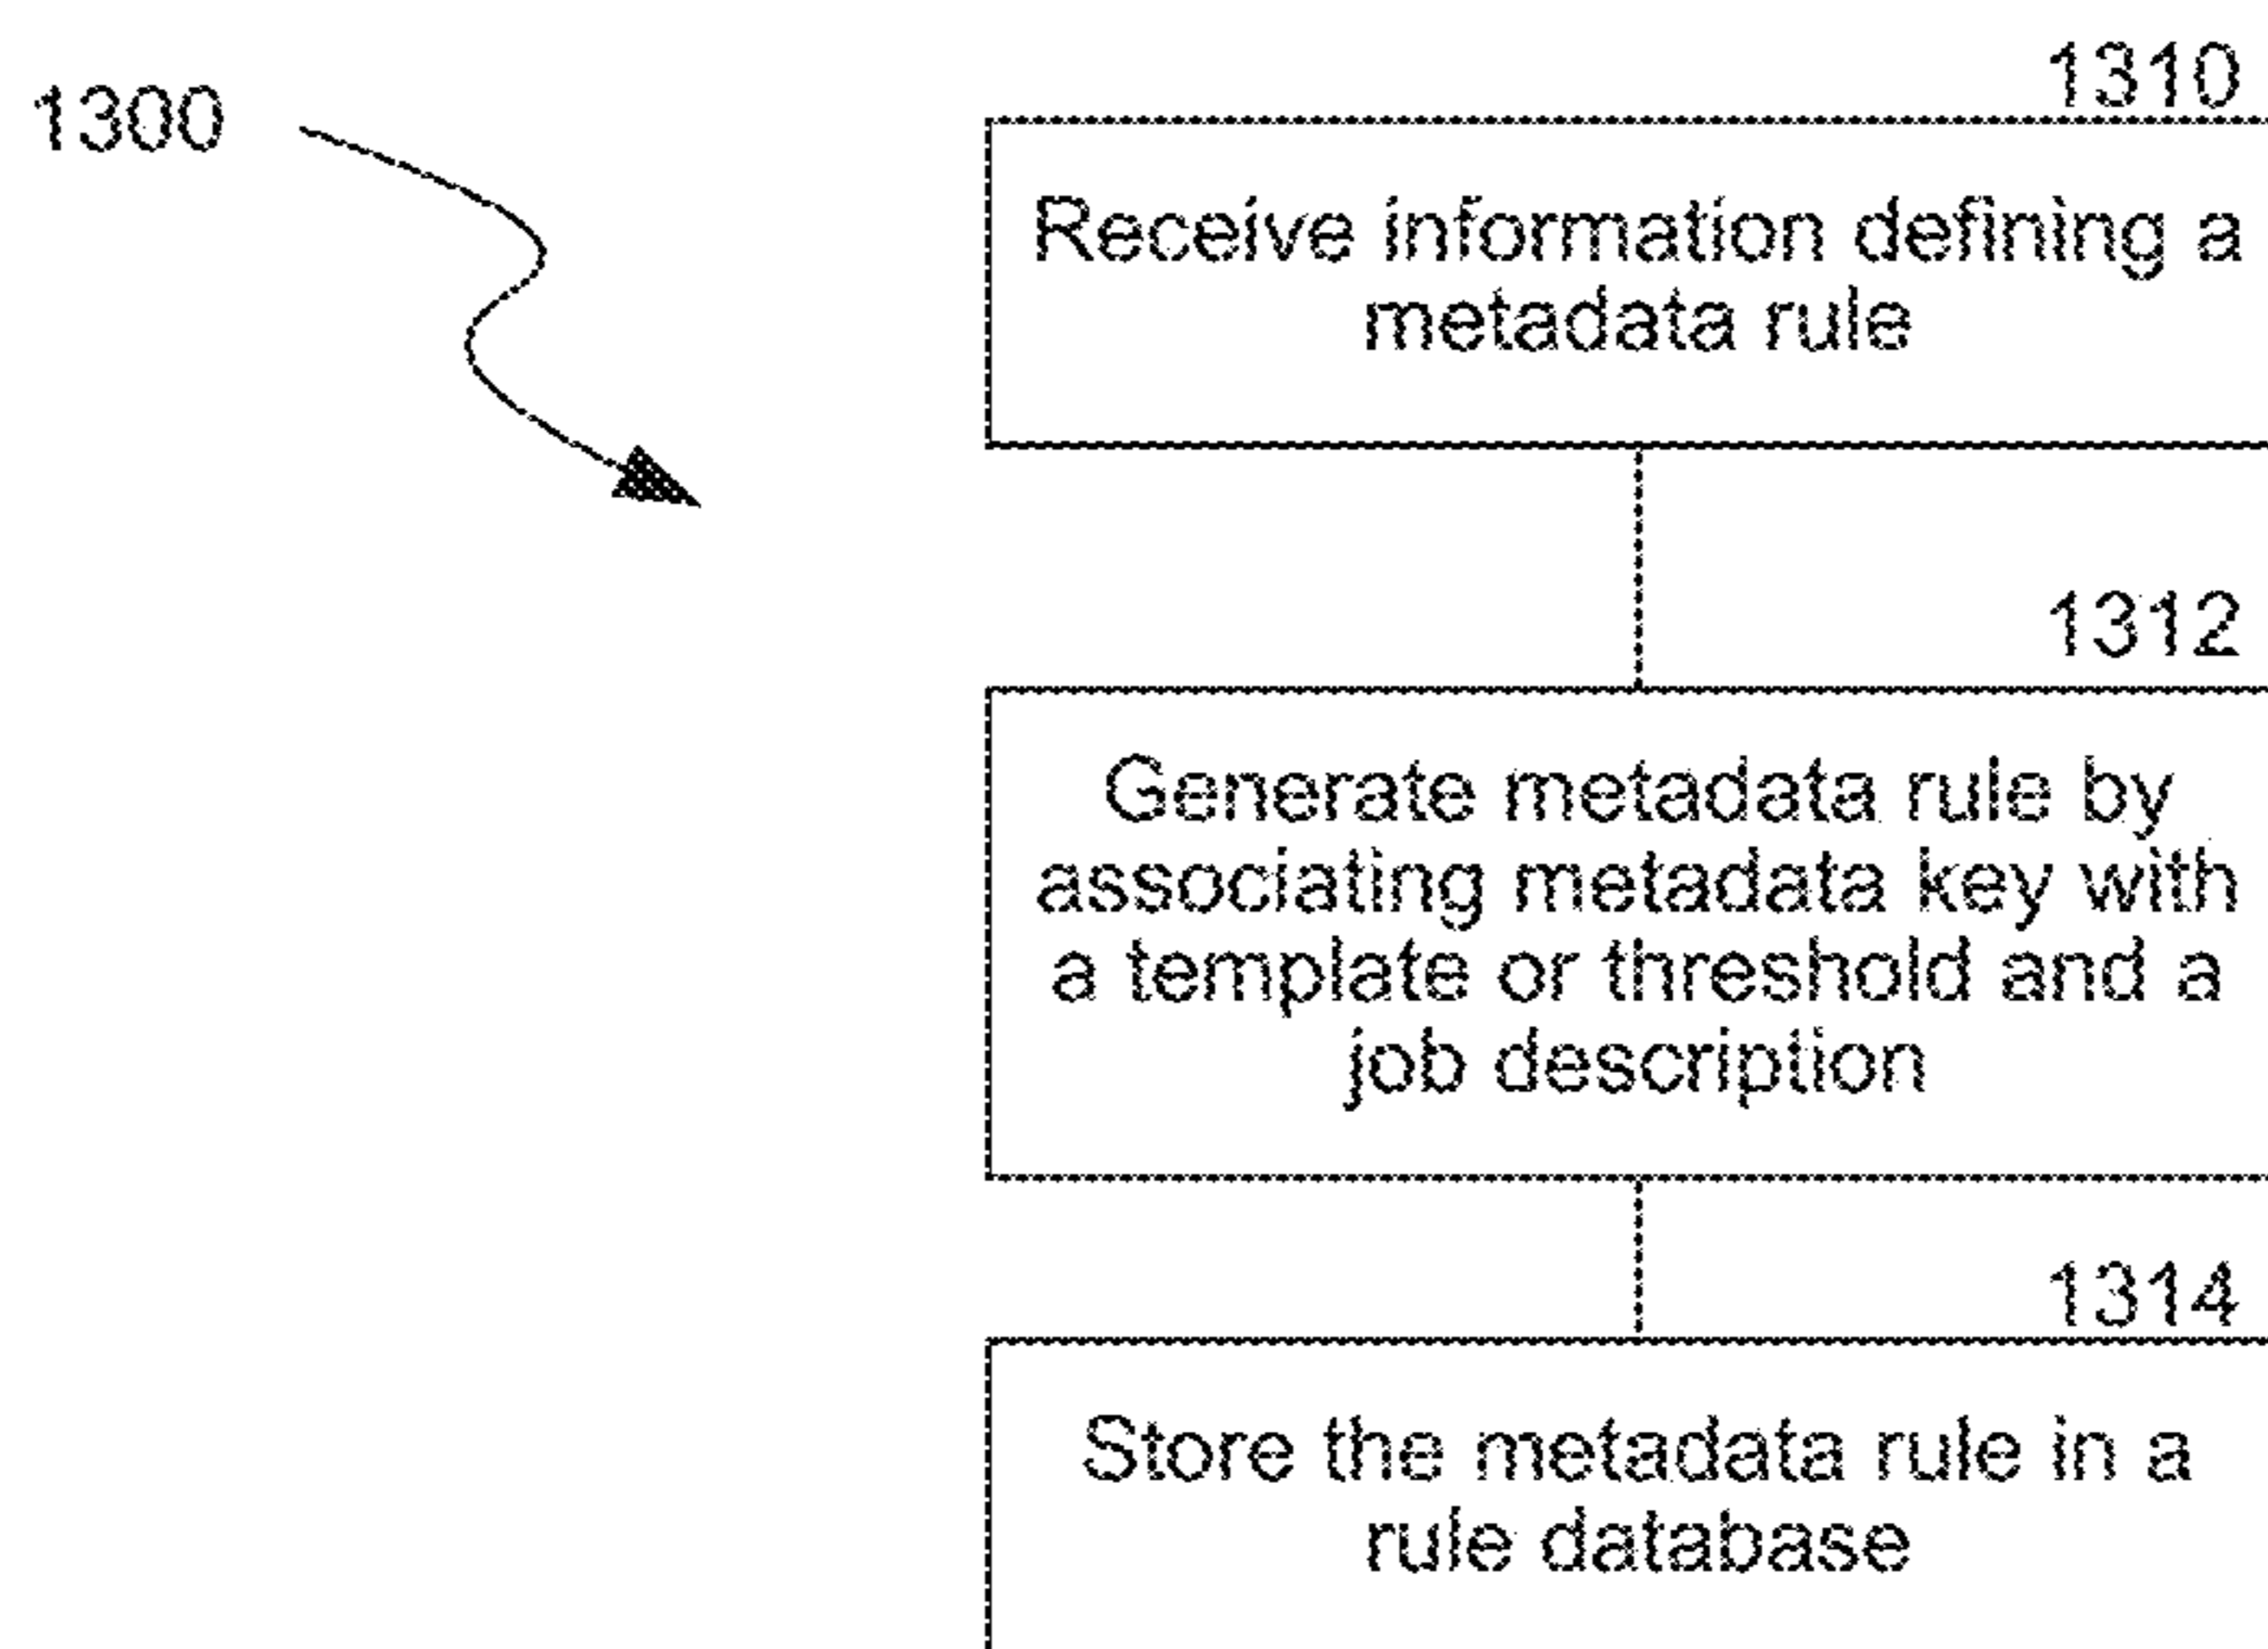 1300
1310
Receive information defining a
metadata rule
1312
Generate metadata rule by
associating metadata key with
a template or threshold and a
job description
1314
Store the metadata rule in a
rule database